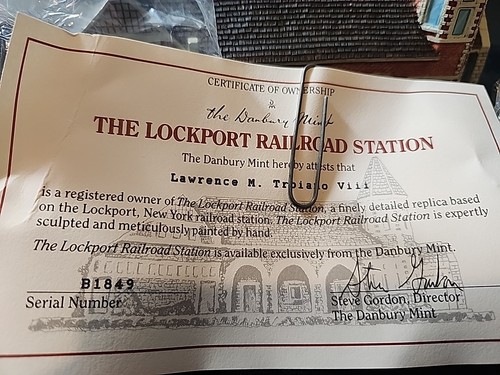 CERTIFICATE OF OWNERSHIP
the Danbury Mint
THE LOCKPORT RAILROAD STATION
The Danbury Mint hereby attests that
Lawrence M. Viii
is a registered owner of The Lockport Railroad Station, a finely detailed replica based
on the Lockport, New York railroad station. The Lockport Railroad Station is expertly
sculpted and meticulously painted by hand.
The Lockport Railroad Station is available exclusively from the Danbury Mint.
B1849
Serial Number
Steve Gordon, Director
The Danbury Mint